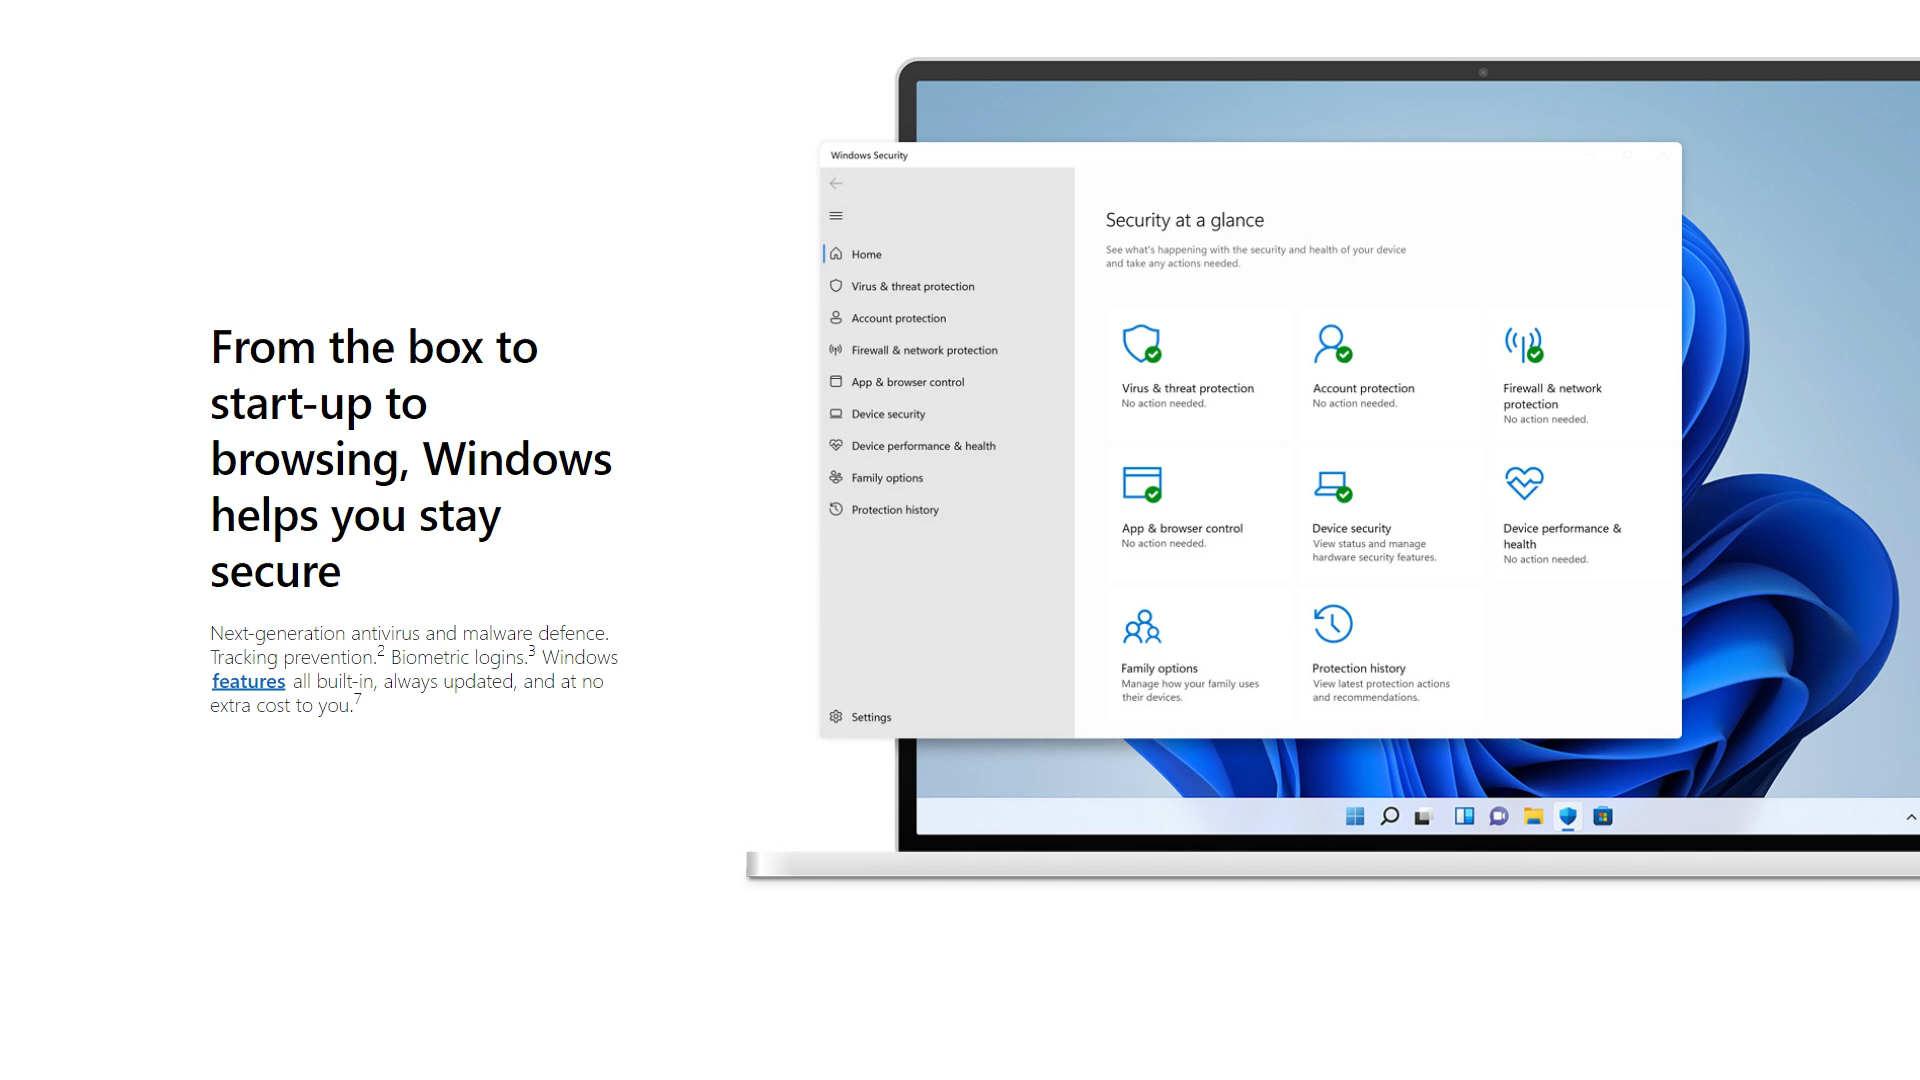 From the box to
start-up to
browsing, Windows
helps you stay
secure
Next-generation antivirus and malware defence.
Tracking prevention.2 Biometric logins.3 Windows
features all built-in, always updated, and at no
extra cost to you.7
Windows Security
Home
Virus & threat protection
Account protection
Firewall & network protection
App & browser control
Device security
Device performance & health
Family options
Protection history
Settings
Security at a glance
See what's happening with the security and health of your device
and take any actions needed.
Virus & threat protection
No action needed.
Account protection
No action needed.
Firewall & network
protection
No action needed.
App & browser control
No action needed.
Device security
View status and manage
hardware security features.
Device performance &
health
No action needed.
Family options
Manage how your family uses
their devices.
Protection history
View latest protection actions
and recommendations.